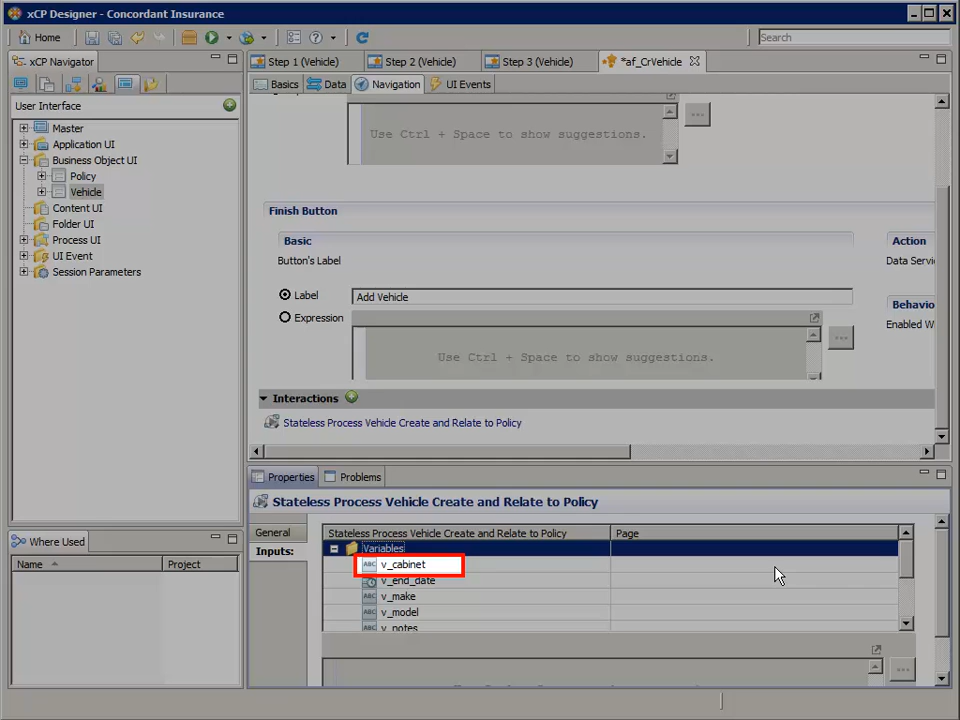 xCP Designer - Concordant Insurance
Home
Search
xCP Navigator
User Interface
Master
Application UI
Business Object UI
Policy
Vehicle
Content UI
Folder UI
Process UI
UI Event
Session Parameters
Where Used
Name
Project
Step 1 (Vehicle)
Step 2 (Vehicle)
Step 3 (Vehicle)
*af_CrVehicle
Basics
Data
Navigation
UI Events
Use Ctrl + Space to show suggestions.
Finish Button
Basic
Action
Button's Label
Data Servi
Label
Add Vehicle
Behavio
Expression
Enabled W
Use Ctrl + Space to show suggestions.
Interactions
Stateless Process Vehicle Create and Relate to Policy
Properties
Problems
Stateless Process Vehicle Create and Relate to Policy
General
Inputs:
Stateless Process Vehicle Create and Relate to Policy
Page
Variables
ABC v_cabinet
v_end_date
ABC v_make
ABC v_model
ABC v_notes